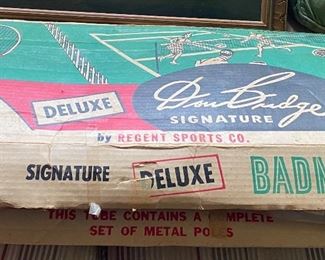 DELUXE Don Budge
SIGNATURE
by REGENT SPORTS CO.
SIGNATURE DELUXE BADM
THIS TUBE CONTAINS A COMPLETE
SET OF METAL POLES